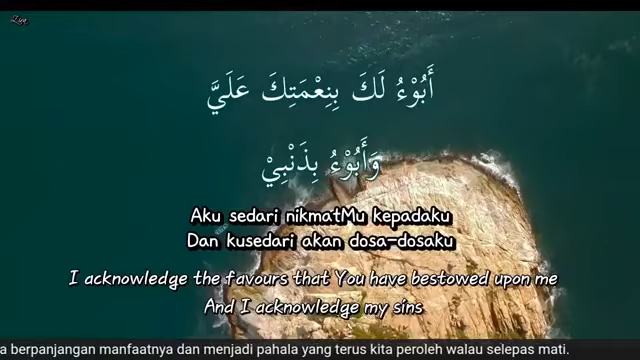 أَبُوْءُ لَكَ بِنِعْمَتِكَ عَلَيَّ
وَأَبُوْءُ بِذَنْبِيْ
Aku sedari nikmatMu kepadaku
Dan kusedari akan dosa-dosaku
I acknowledge the favours that You have bestowed upon me
And I acknowledge my sins
a berpanjangan manfaatnya dan menjadi pahala yang terus kita peroleh walau selepas mati.